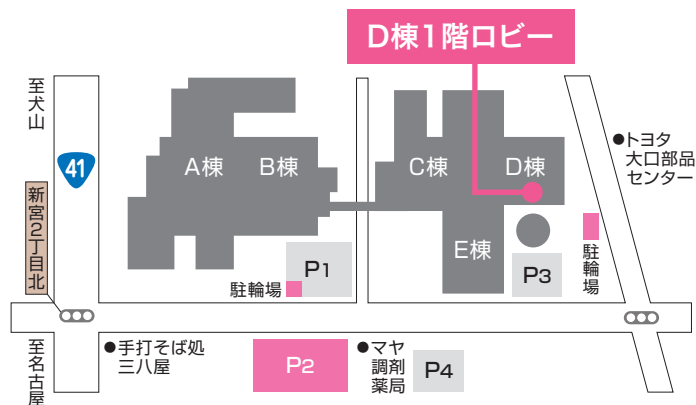 D棟1階ロビー
至犬山
41
新宮2丁目北
至名古屋
A棟
B棟
C棟
D棟
E棟
●トヨタ
大口部品
センター
P1
駐輪場
P3
駐輪場
●手打そば処
三八屋
P2
●マヤ
調剤
薬局
P4